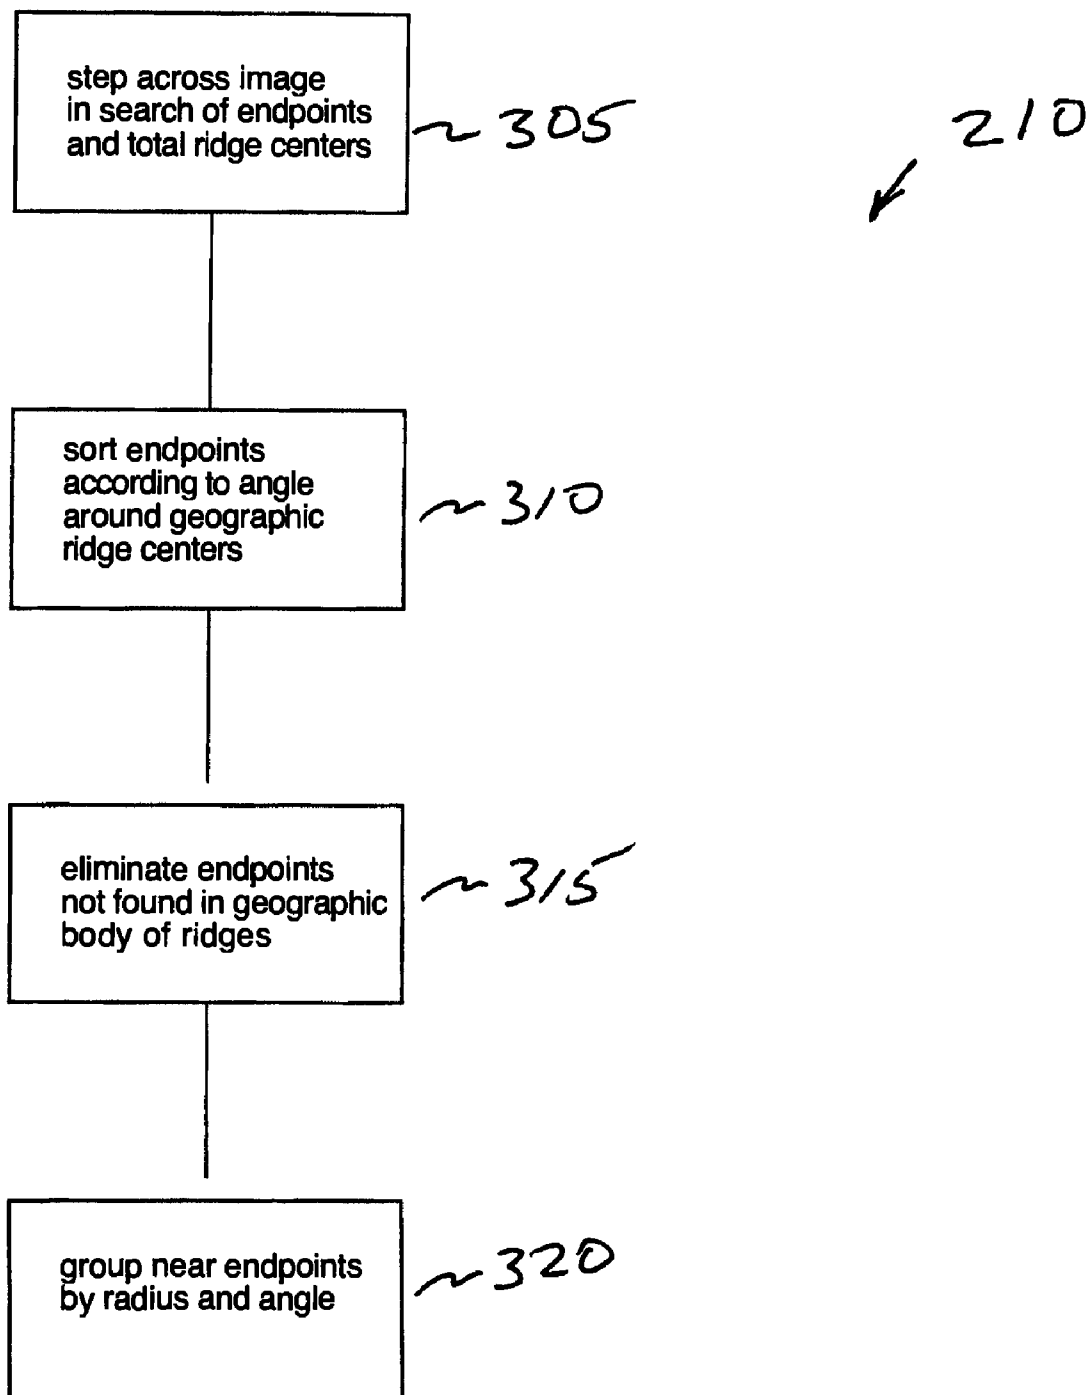 step across image
in search of endpoints
and total ridge centers
~305
210
sort endpoints
according to angle
around geographic
ridge centers
~310
eliminate endpoints
not found in geographic
body of ridges
~315
group near endpoints
by radius and angle
~320